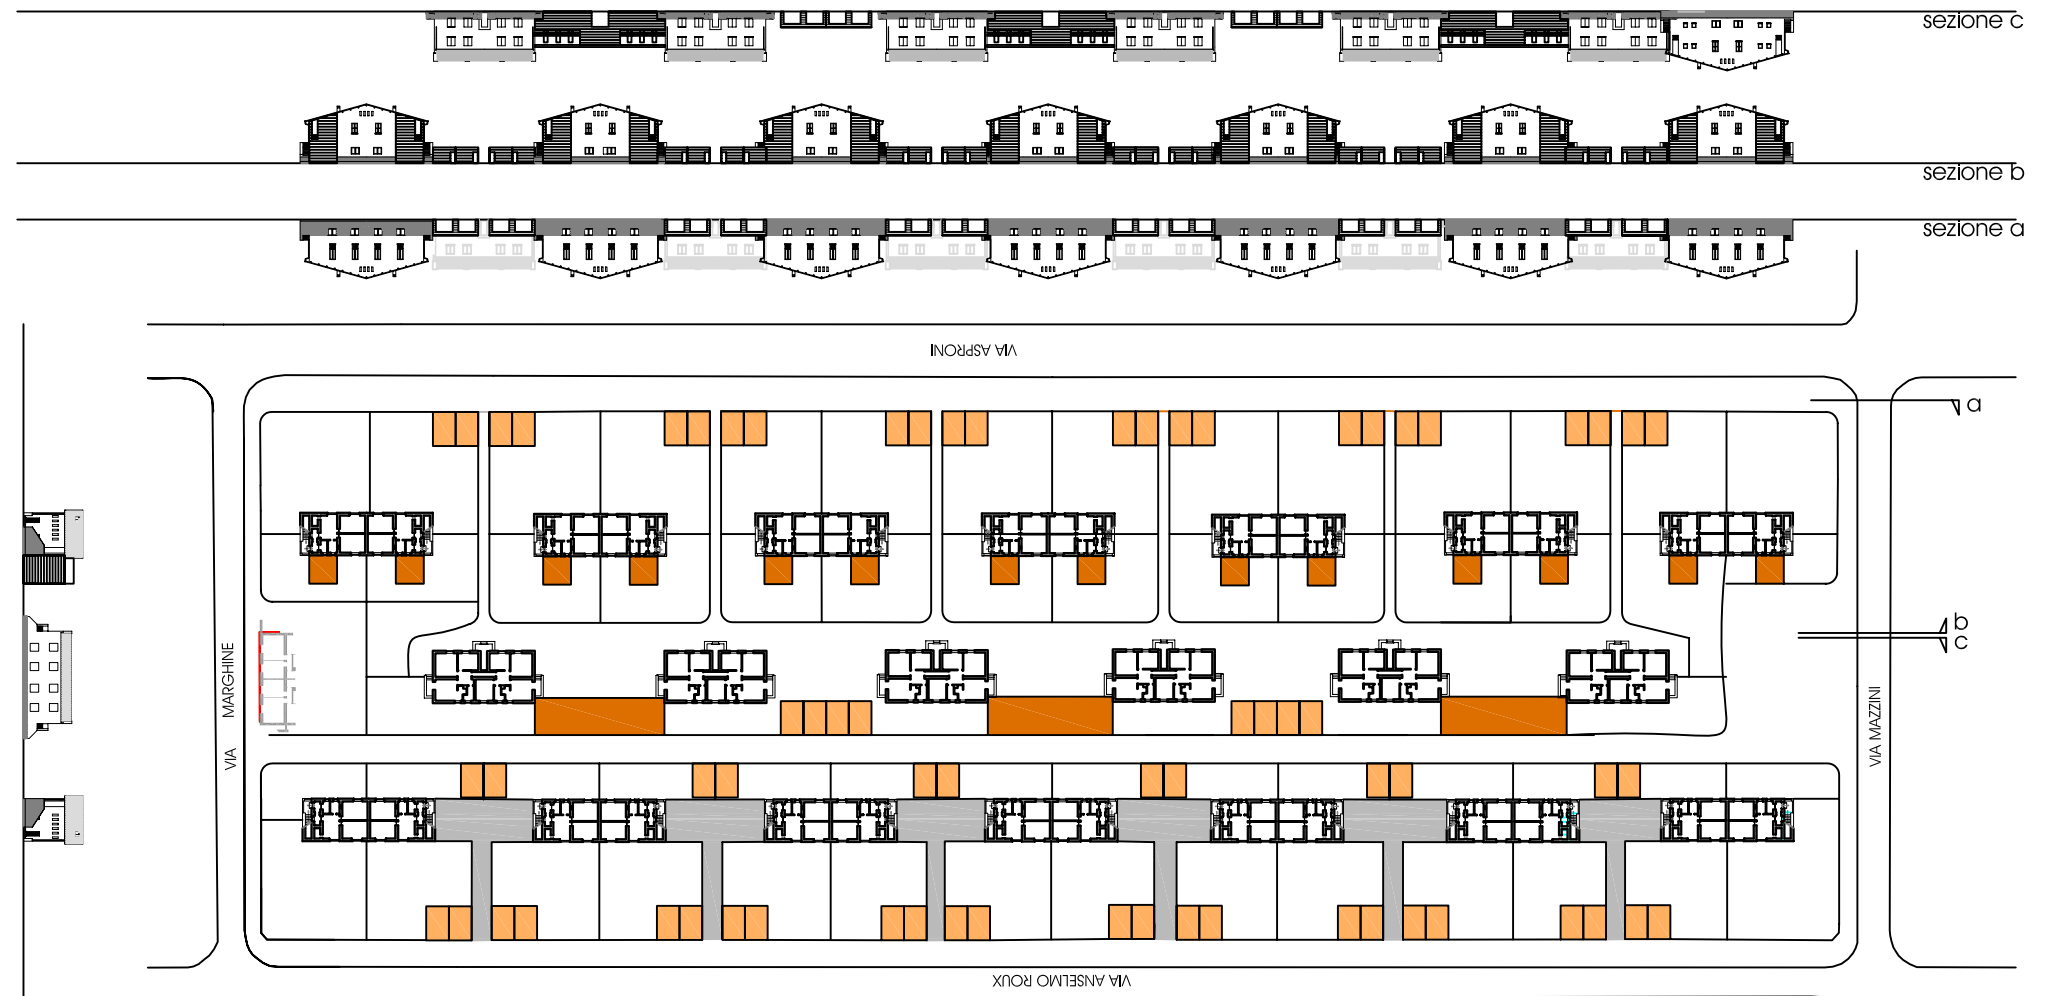 sezione c
sezione b
sezione a
VIA ASPRONI
a
b
c
VIA MARGHINE
VIA MAZZINI
VIA ANSELMO ROUX